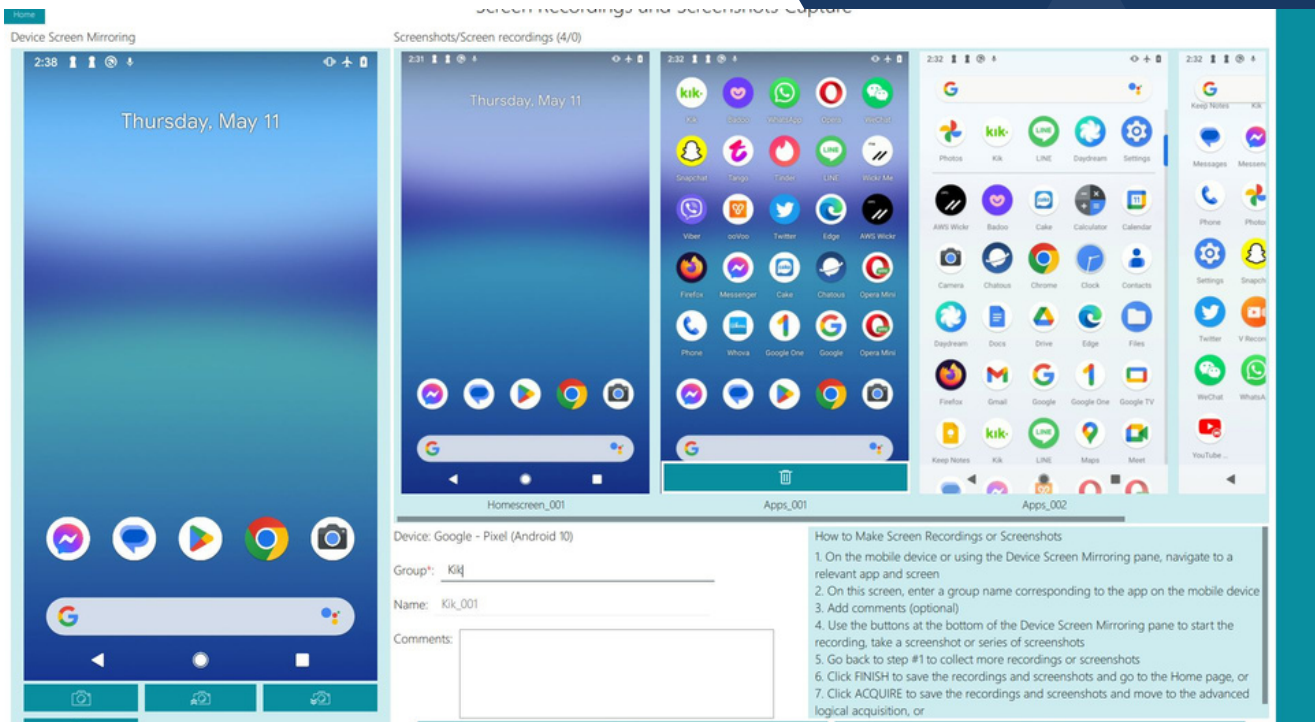 Home
Screen Recordings and Screenshots Capture
Device Screen Mirroring
Screenshots/Screen recordings (4/0)
2:38
Thursday, May 11
2:31
Thursday, May 11
Homescreen_001
2:32
Kik Badoo WhatsApp Opera WeChat
Snapchat Tango Tinder LINE Wickr Me
Viber ooVoo Twitter Edge AWS Wickr
Firefox Messenger Cake Chatous Opera Mini
Phone Whova Google One Google Opera Mini
Apps_001
2:32
Photos Kik LINE Daydream Settings
AWS Wickr Badoo Cake Calculator Calendar
Camera Chatous Chrome Clock Contacts
Daydream Docs Drive Edge Files
Firefox Gmail Google Google One Google TV
Keep Notes Kik LINE Maps Meet
Apps_002
2:32
Keep Notes Kik
Messages Messen
Phone Photo
Settings Snapch
Twitter V Recor
WeChat WhatsA
YouTube ...
Device: Google - Pixel (Android 10)
Group*: Kik
Name: Kik_001
Comments:
How to Make Screen Recordings or Screenshots
1. On the mobile device or using the Device Screen Mirroring pane, navigate to a
relevant app and screen
2. On this screen, enter a group name corresponding to the app on the mobile device
3. Add comments (optional)
4. Use the buttons at the bottom of the Device Screen Mirroring pane to start the
recording, take a screenshot or series of screenshots
5. Go back to step #1 to collect more recordings or screenshots
6. Click FINISH to save the recordings and screenshots and go to the Home page, or
7. Click ACQUIRE to save the recordings and screenshots and move to the advanced
logical acquisition, or